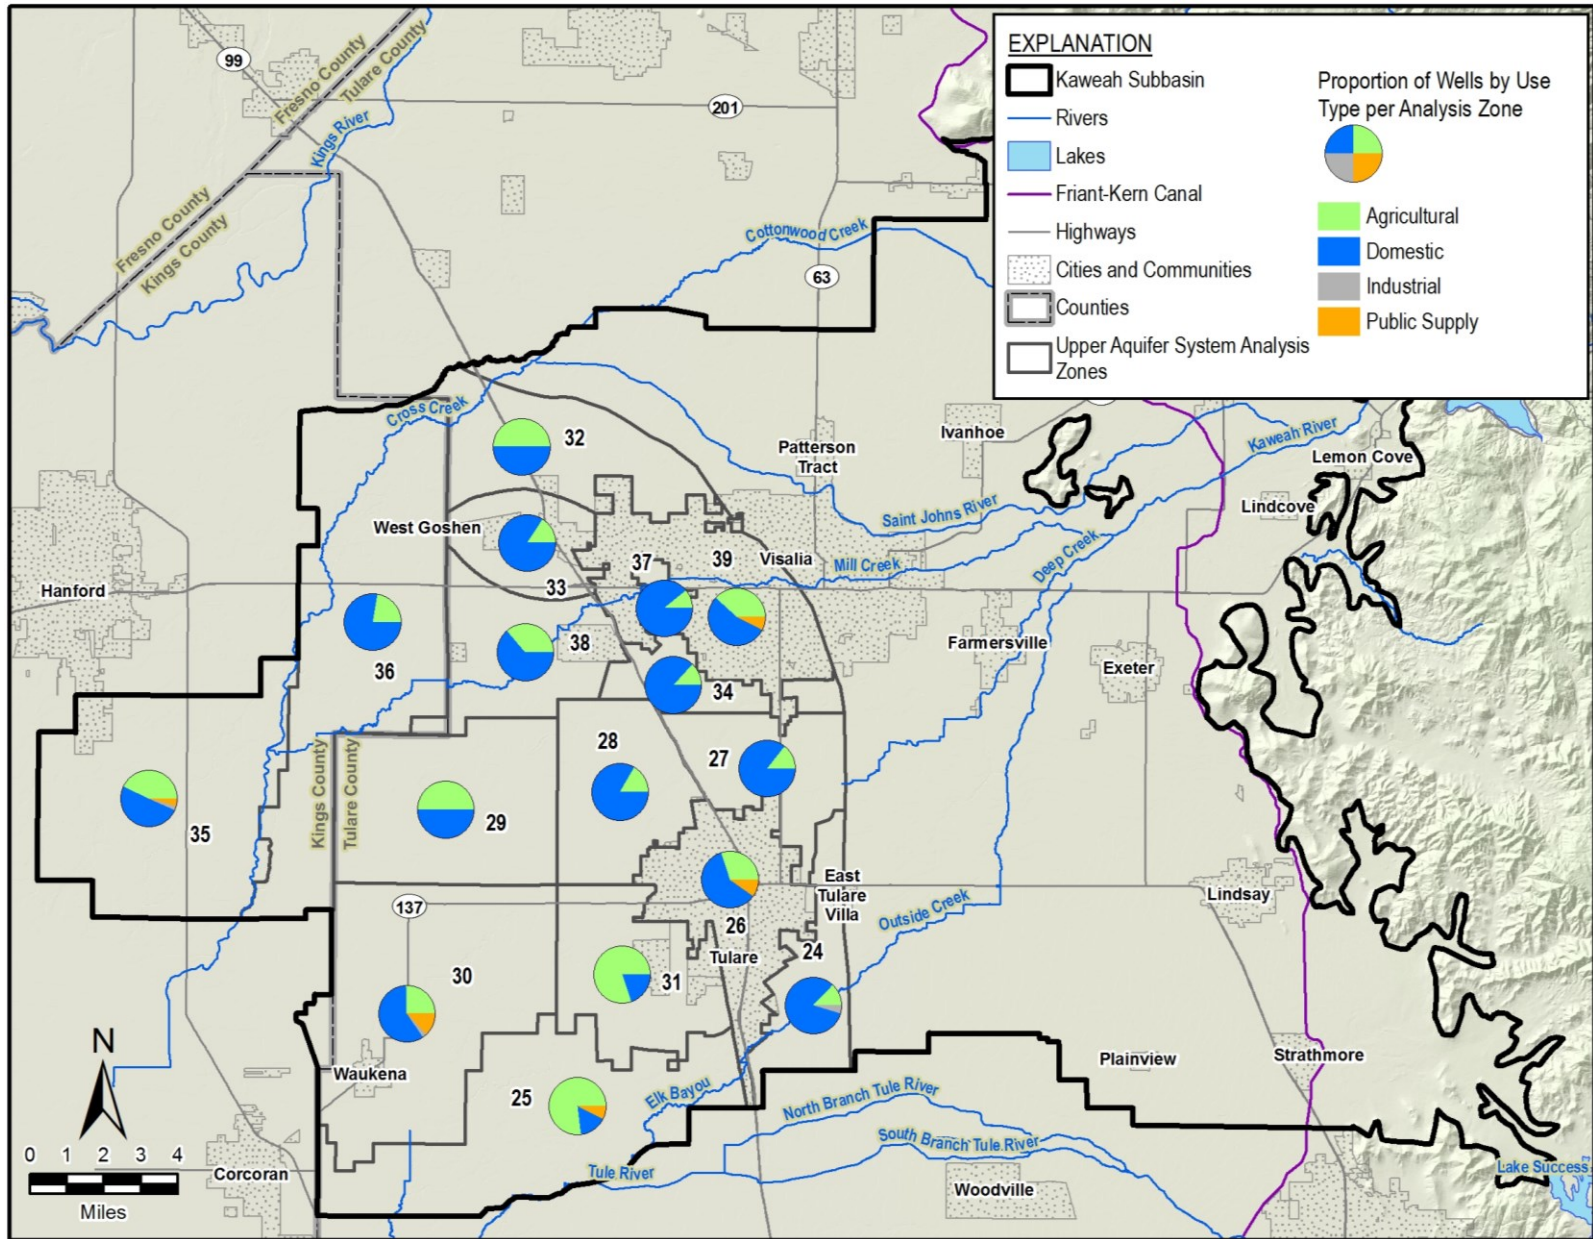 EXPLANATION
Kaweah Subbasin
Rivers
Lakes
Friant-Kern Canal
Highways
Cities and Communities
Counties
Upper Aquifer System Analysis
Zones
Proportion of Wells by Use
Type per Analysis Zone
Agricultural
Domestic
Industrial
Public Supply
99
Fresno County
Tulare County
201
Kings River
Fresno County
Kings County
Cottonwood Creek
63
Cross Creek
32
Patterson
Tract
Ivanhoe
Kaweah River
Lemon Cove
Saint Johns River
Lindcove
West Goshen
37
39
Visalia
Mill Creek
Deep Creek
Hanford
33
38
Farmersville
Exeter
36
34
28
27
Kings County
Tulare County
29
35
East
Tulare
Villa
Lindsay
137
26
Outside Creek
Tulare
24
30
31
N
Waukena
Plainview
Strathmore
25
Elk Bayou
North Branch Tule River
South Branch Tule River
0 1 2 3 4
Miles
Corcoran
Tule River
Woodville
Lake Success